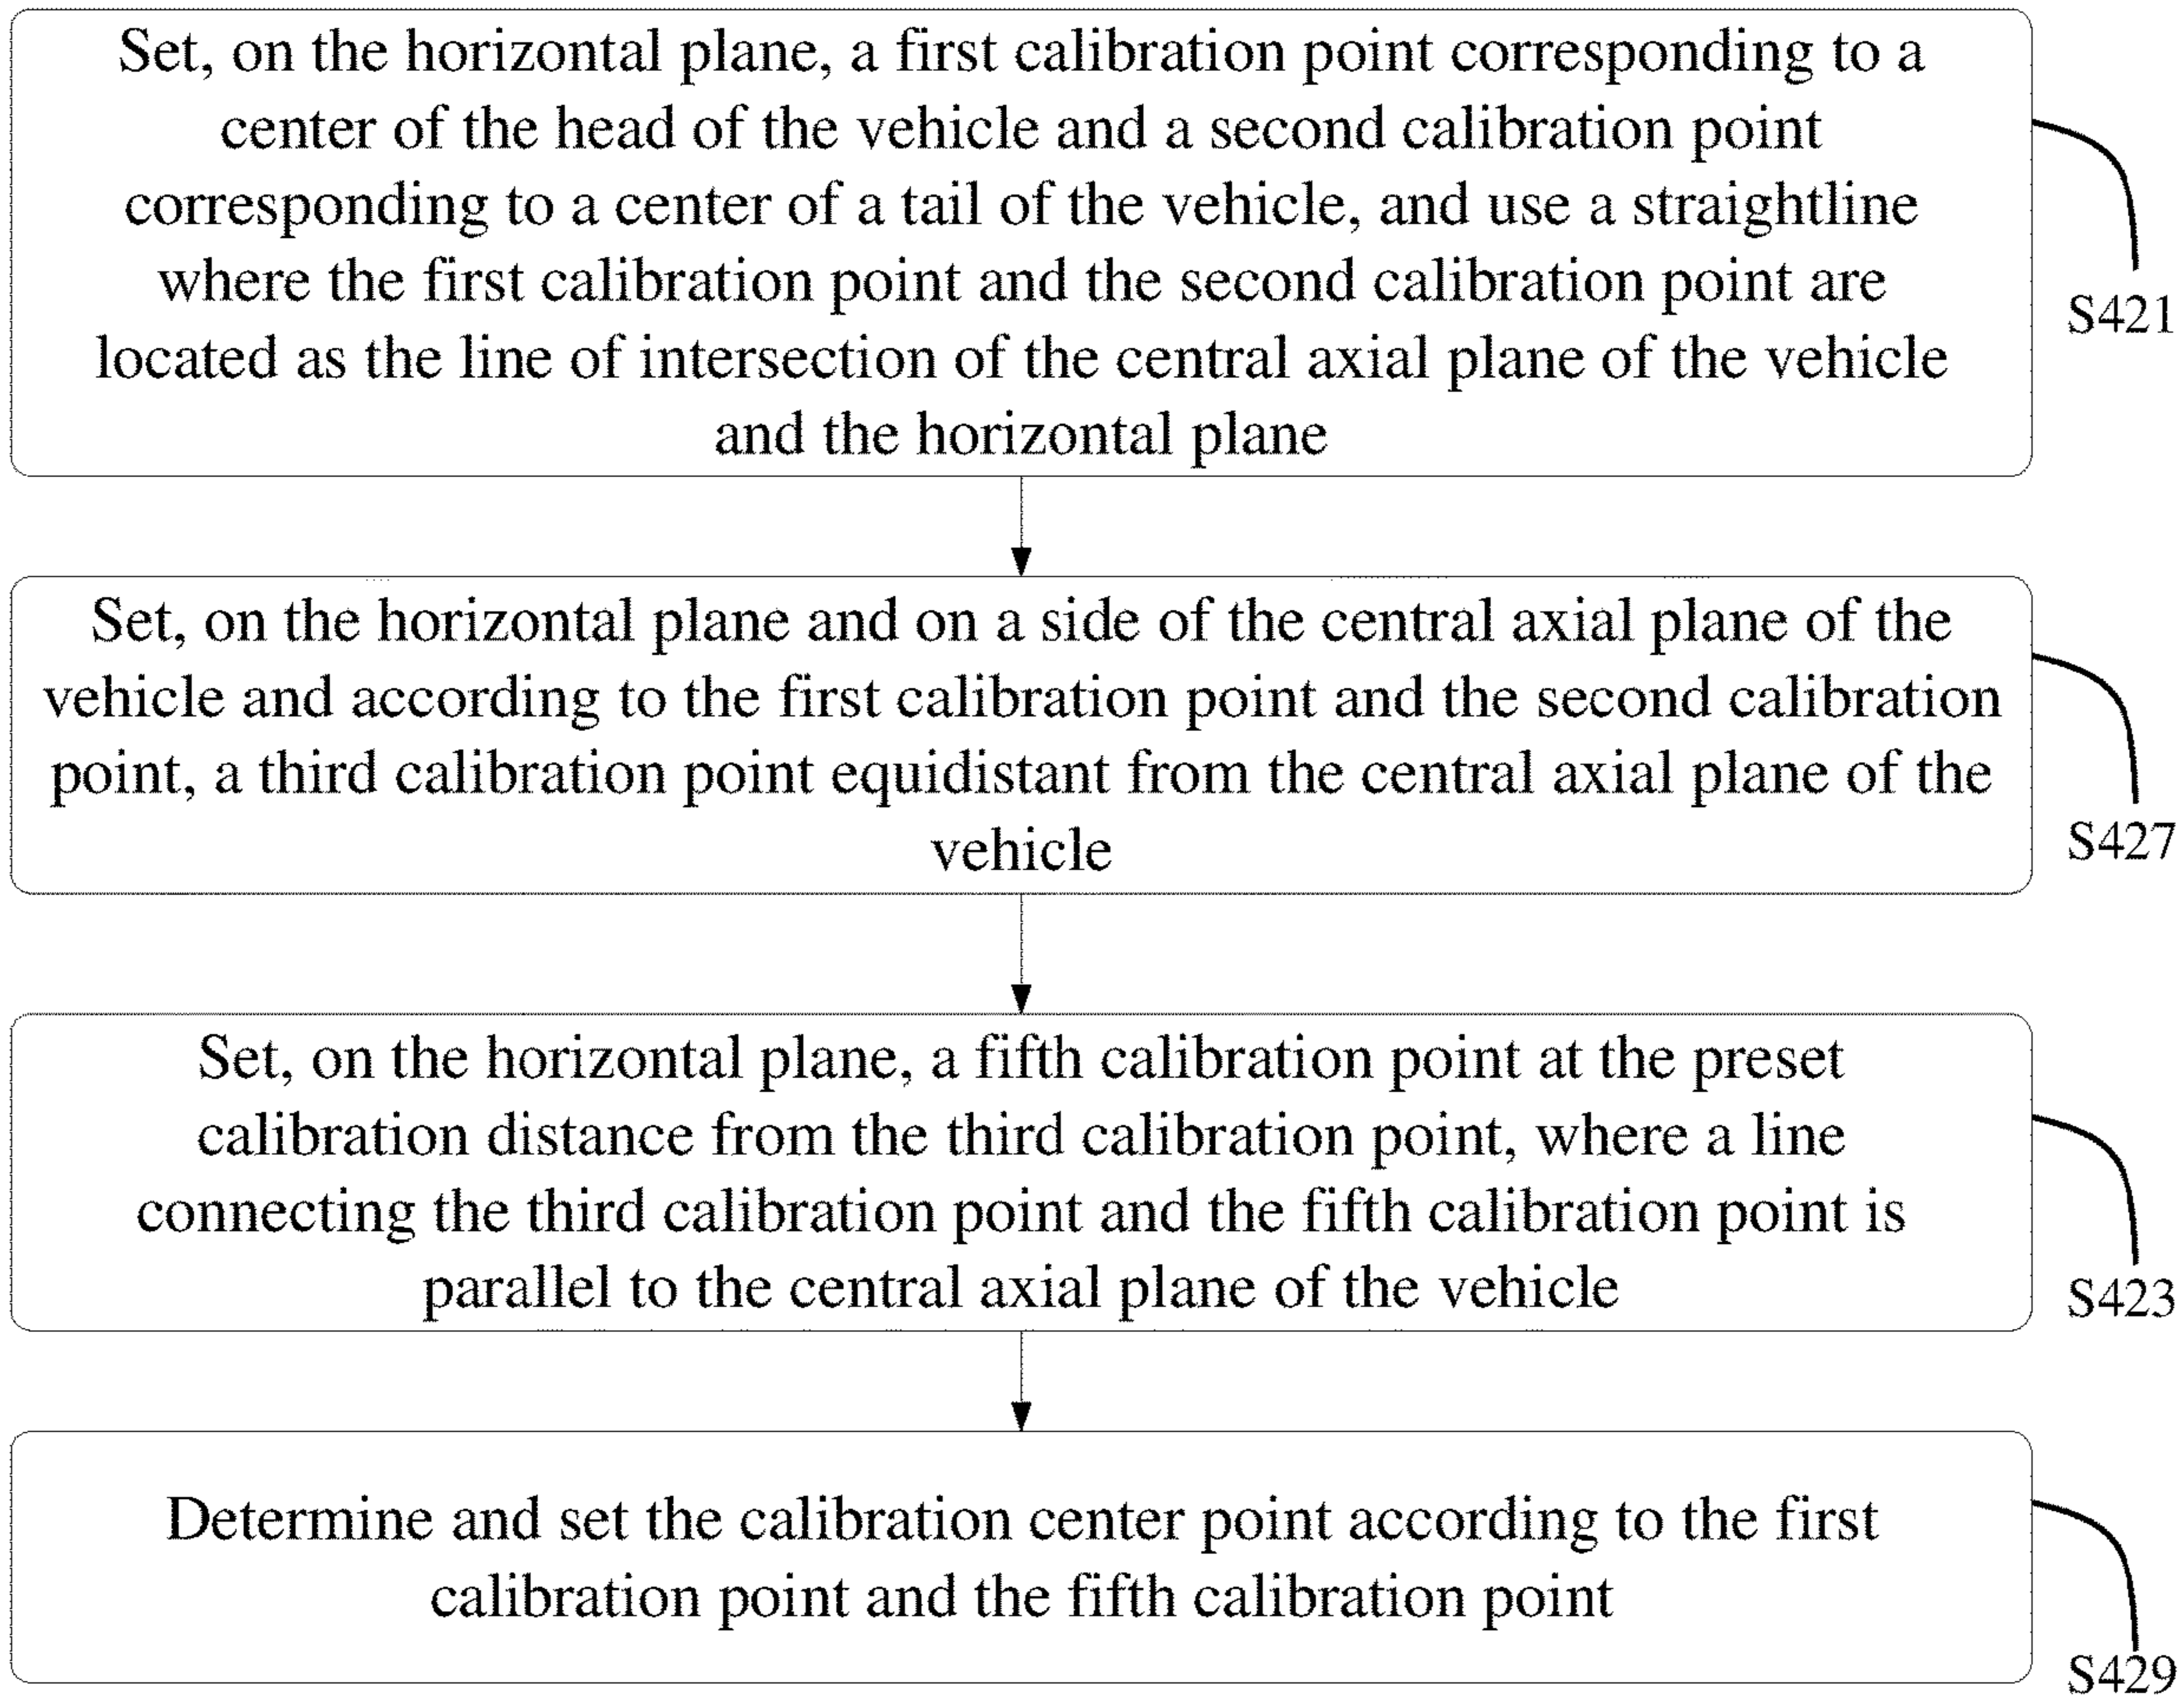 Set, on the horizontal plane, a first calibration point corresponding to a
center of the head of the vehicle and a second calibration point
corresponding to a center of a tail of the vehicle, and use a straightline
where the first calibration point and the second calibration point are
located as the line of intersection of the central axial plane of the vehicle
and the horizontal plane
S421
Set, on the horizontal plane and on a side of the central axial plane of the
vehicle and according to the first calibration point and the second calibration
point, a third calibration point equidistant from the central axial plane of the
vehicle
S427
Set, on the horizontal plane, a fifth calibration point at the preset
calibration distance from the third calibration point, where a line
connecting the third calibration point and the fifth calibration point is
parallel to the central axial plane of the vehicle
S423
Determine and set the calibration center point according to the first
calibration point and the fifth calibration point
S429